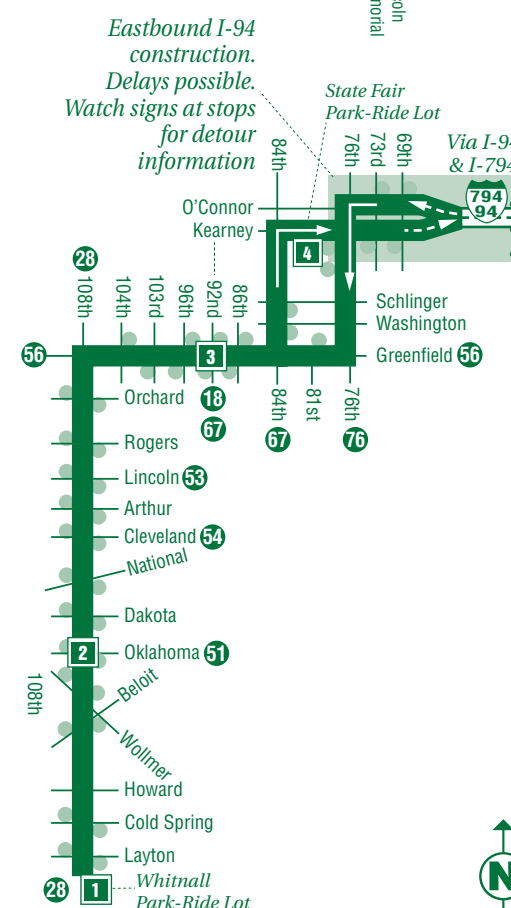 Eastbound I-94
construction.
Delays possible.
Watch signs at stops
for detour
information
State Fair
Park-Ride Lot
84th
76th
73rd
69th
794
94
O'Connor
Kearney
4
28
108th
104th
103rd
96th
92nd
86th
Schlinger
Washington
56
3
Greenfield 56
Orchard
18
67
84th
67
81st
76th
76
Rogers
Lincoln 53
Arthur
Cleveland 54
National
Dakota
2
Oklahoma 51
108th
Beloit
Wollmer
Howard
Cold Spring
Layton
28
1
Whitnall
Park-Ride Lot
N
Via
& I-794